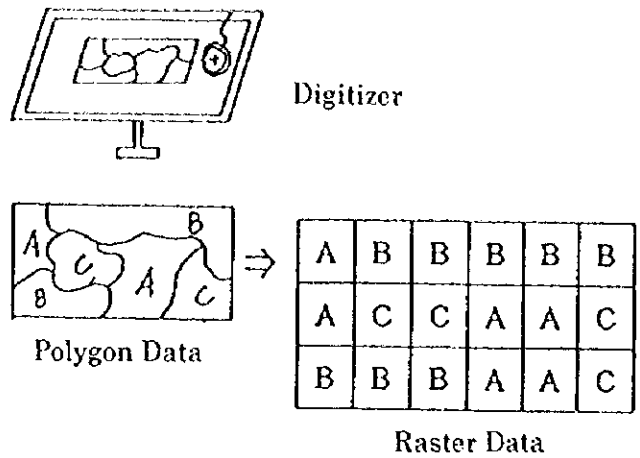 Digitizer
A B C A B C
Polygon Data
⇒
A B B B B B
A C C A A C
B B B A A C
Raster Data